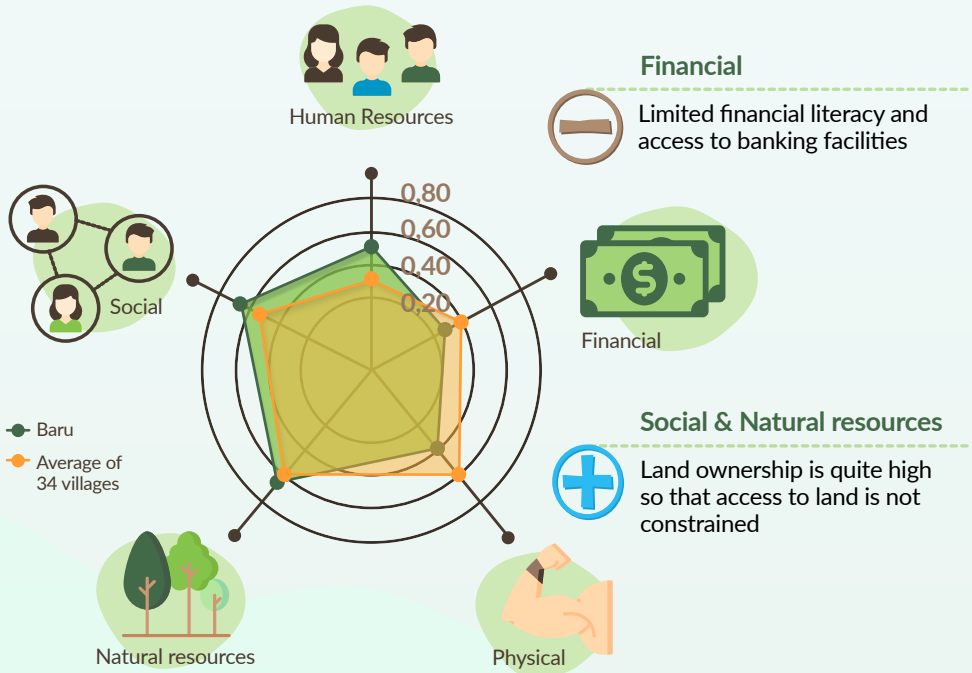 Human Resources
Financial
Limited financial literacy and
access to banking facilities
0,80
0,60
0,40
0,20
Social
$
Financial
Baru
Average of
34 villages
Social & Natural resources
Land ownership is quite high
so that access to land is not
constrained
Natural resources
Physical